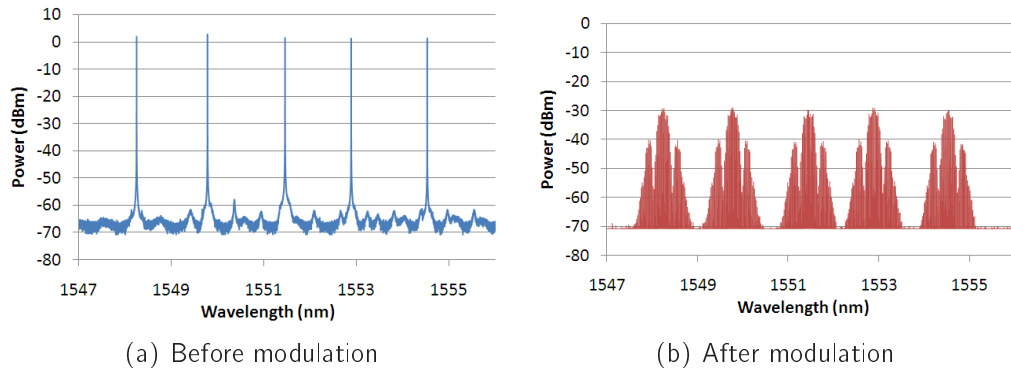 10
0
-10
-20
-30
-40
-50
-60
-70
-80
Power (dBm)
1547 1549 1551 1553 1555
Wavelength (nm)
(a) Before modulation
0
-10
-20
-30
-40
-50
-60
-70
-80
Power (dBm)
1547 1549 1551 1553 1555
Wavelength (nm)
(b) After modulation